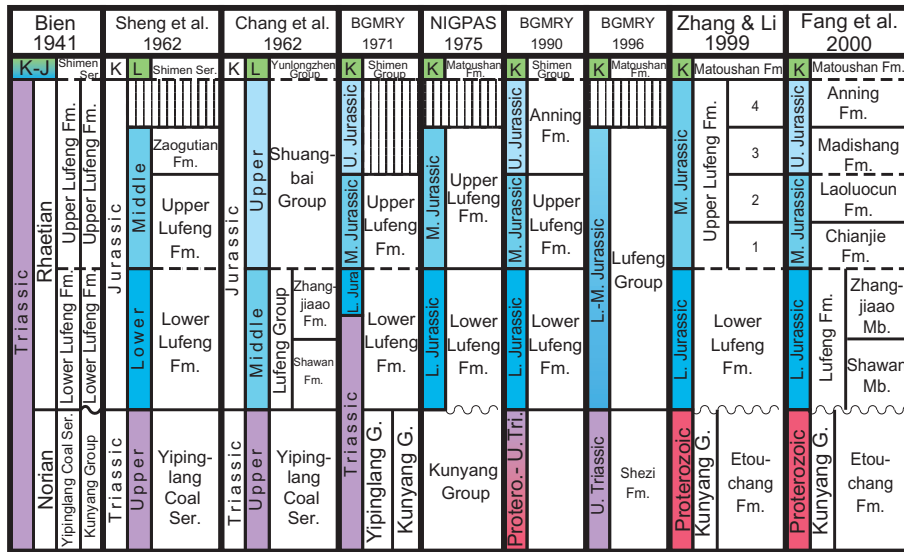 Bien
1941
Sheng et al.
1962
Chang et al.
1962
BGMRY
1971
NIGPAS
1975
BGMRY
1990
BGMRY
1996
Zhang & Li
1999
Fang et al.
2000
K-J
Shimen
Ser.
K
L
Shimen Ser.
K
L
Yunlongzhen
Group
K
Shimen
Group
K
Matoushan
Fm.
K
Shimen
Group
K
Matoushan
Fm.
K
Matoushan Fm
K
Matoushan Fm.
Triassic
Rhaetian
Norian
Upper Lufeng Fm.
Upper Lufeng Fm.
Lower Lufeng Fm.
Lower Lufeng Fm.
Yipinglang Coal Ser.
Kunyang Group
Jurassic
Triassic
Middle
Lower
Upper
Zaogutian
Fm.
Upper
Lufeng
Fm.
Lower
Lufeng
Fm.
Yiping-
lang
Coal
Ser.
Jurassic
Triassic
Upper
Middle
Upper
Shuang-
bai
Group
Lufeng Group
Zhang-
jiaao
Fm.
Shawan
Fm.
Yiping-
lang
Coal
Ser.
U. Jurassic
M. Jurassic
L. Jura
Triassic
Upper
Lufeng
Fm.
Lower
Lufeng
Fm.
Yipinglang G.
Kunyang G.
M. Jurassic
L. Jurassic
Upper
Lufeng
Fm.
Lower
Lufeng
Fm.
Kunyang
Group
U. Jurassic
M. Jurassic
L. Jurassic
Protero. - U.Tri.
Anning
Fm.
Upper
Lufeng
Fm.
Lower
Lufeng
Fm.
L.-M. Jurassic
U. Triassic
Lufeng
Group
Shezi
Fm.
M. Jurassic
L. Jurassic
Proterozoic
Upper Lufeng Fm.
4
3
2
1
Lower
Lufeng
Fm.
Kunyang G.
Etou-
chang
Fm.
U. Jurassic
M. Jurassic
L. Jurassic
Proterozoic
Anning
Fm.
Madishang
Fm.
Laoluocun
Fm.
Chianjie
Fm.
Lufeng Fm.
Zhang-
jiaao
Mb.
Shawan
Mb.
Kunyang G.
Etou-
chang
Fm.